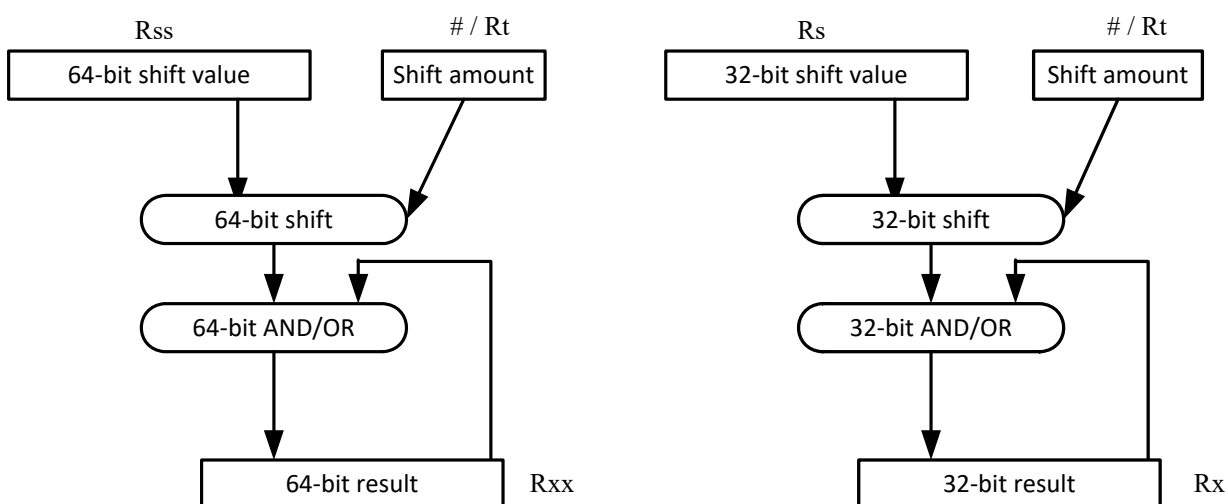 Rss # / Rt Rs # / Rt
64-bit shift value Shift amount 32-bit shift value Shift amount
64-bit shift 32-bit shift
64-bit AND/OR 32-bit AND/OR
64-bit result Rxx 32-bit result Rx